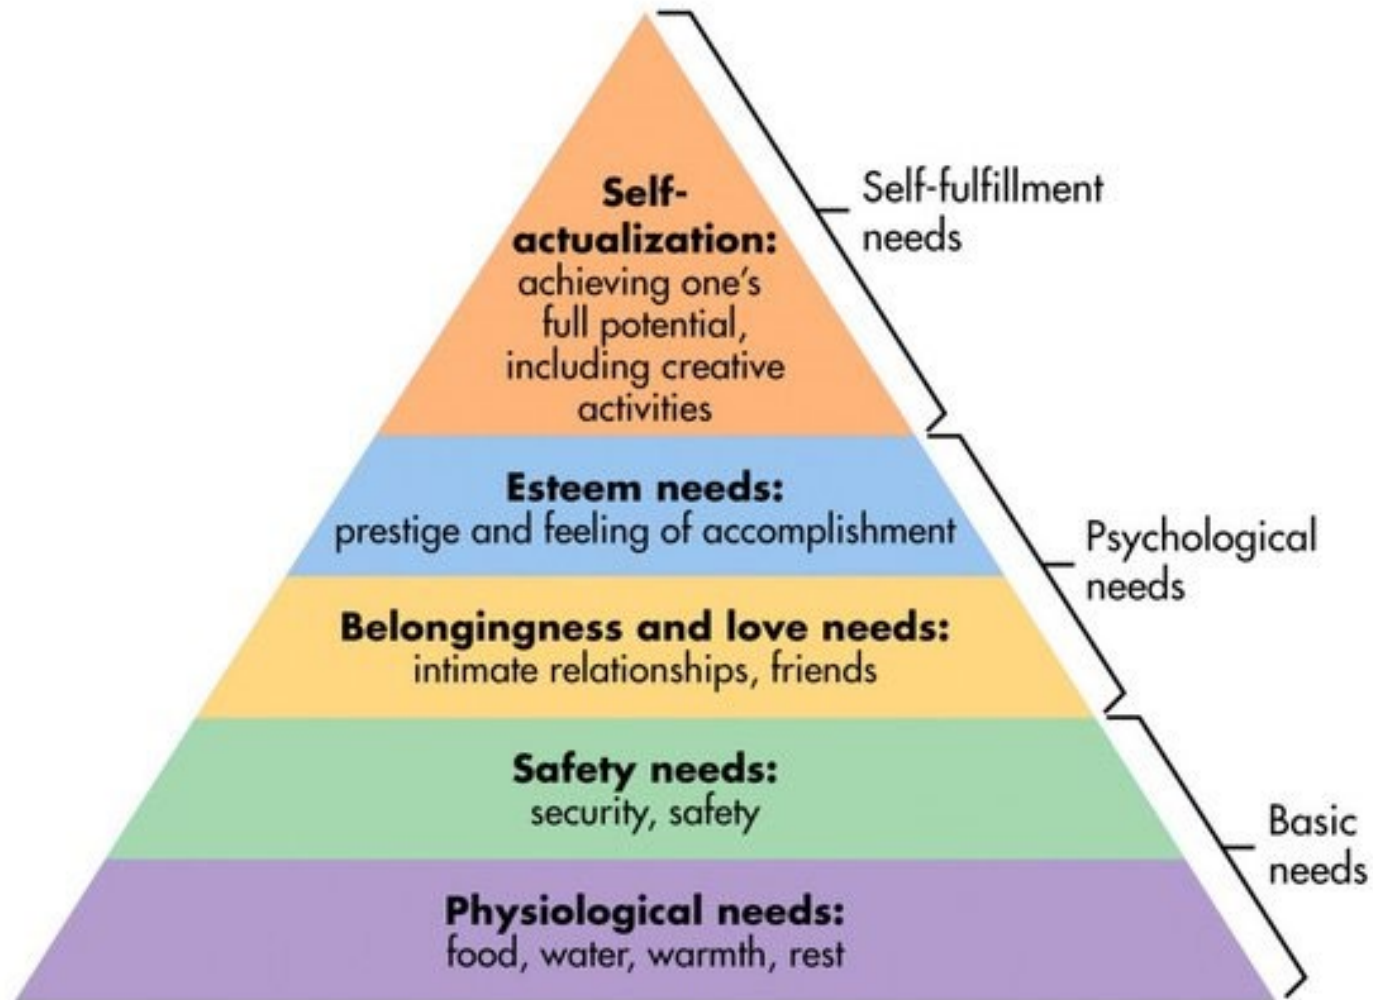 Self-
actualization:
achieving one's
full potential,
including creative
activities
Self-fulfillment
needs
Esteem needs:
prestige and feeling of accomplishment
Psychological
needs
Belongingness and love needs:
intimate relationships, friends
Safety needs:
security, safety
Basic
needs
Physiological needs:
food, water, warmth, rest